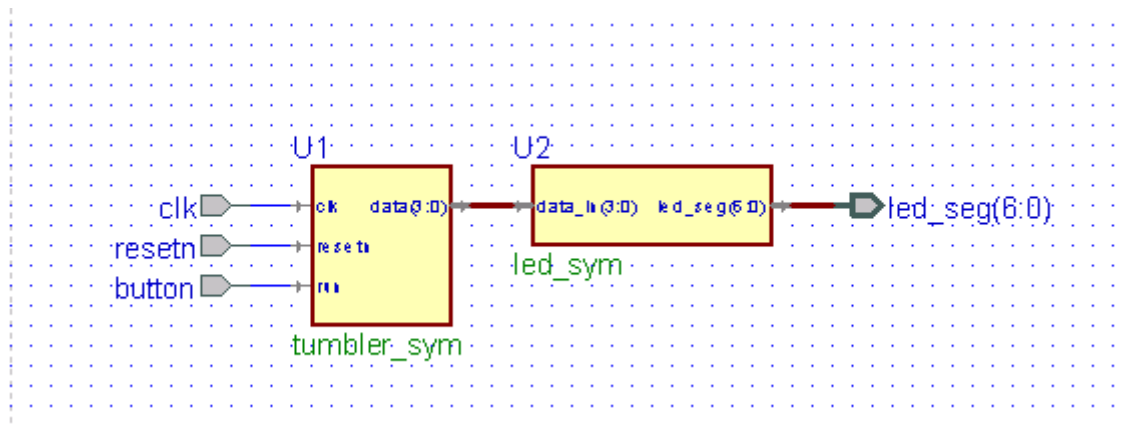 U1
U2
clk
clk
data(3:0)
data_in(3:0)
led_seg(6:0)
led_seg(6:0)
resetn
resetn
led_sym
button
run
tumbler_sym